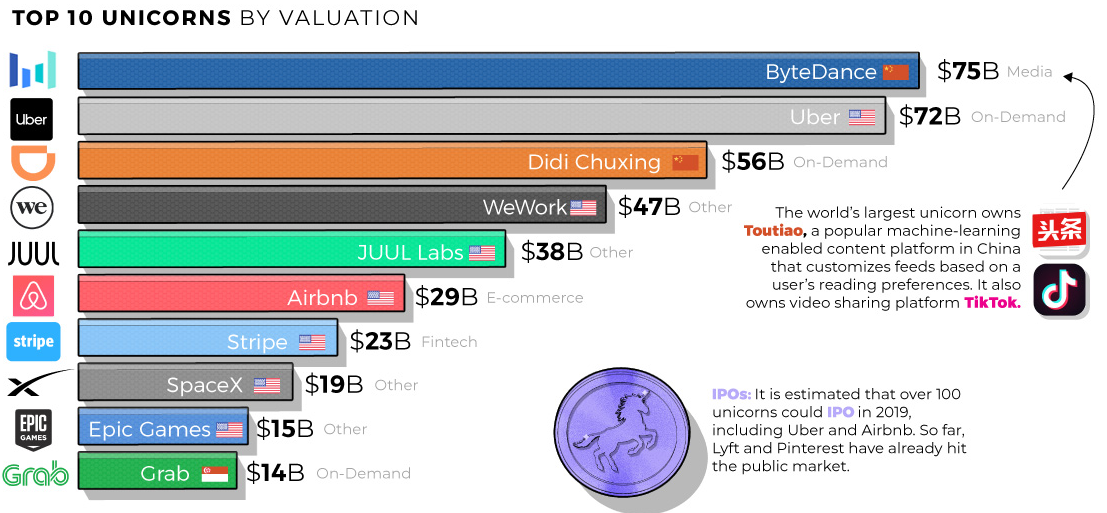 TOP 10 UNICORNS BY VALUATION
ByteDance $75B Media
Uber Uber $72B On-Demand
Didi Chuxing $56B On-Demand
we WeWork $47B Other
JUUL JUUL Labs $38B Other
Airbnb $29B E-commerce
stripe Stripe $23B Fintech
SpaceX $19B Other
EPIC
GAMES
Epic Games $15B Other
Grab Grab $14B On-Demand
The world's largest unicorn owns
Toutiao, a popular machine-learning
enabled content platform in China
that customizes feeds based on a
user's reading preferences. It also
owns video sharing platform TikTok.
头条
IPOs: It is estimated that over 100
unicorns could IPO in 2019,
including Uber and Airbnb. So far,
Lyft and Pinterest have already hit
the public market.